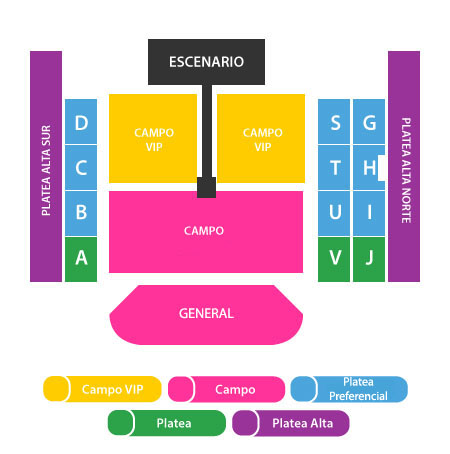 ESCENARIO
PLATEA ALTA SUR
D
C
B
A
CAMPO
VIP
CAMPO
VIP
CAMPO
GENERAL
S G
T H
U I
V J
PLATEA ALTA NORTE
Campo VIP
Campo
Platea
Preferencial
Platea
Platea Alta